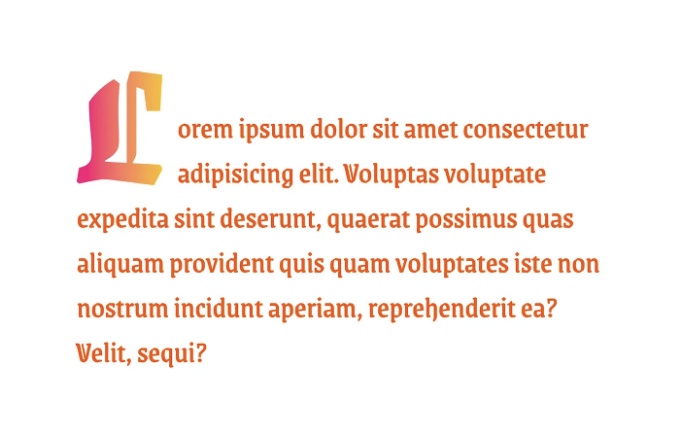 Lorem ipsum dolor sit amet consectetur
adipisicing elit. Voluptas voluptate
expedita sint deserunt, quaerat possimus quas
aliquam provident quis quam voluptates iste non
nostrum incidunt aperiam, reprehenderit ea?
Velit, sequi?